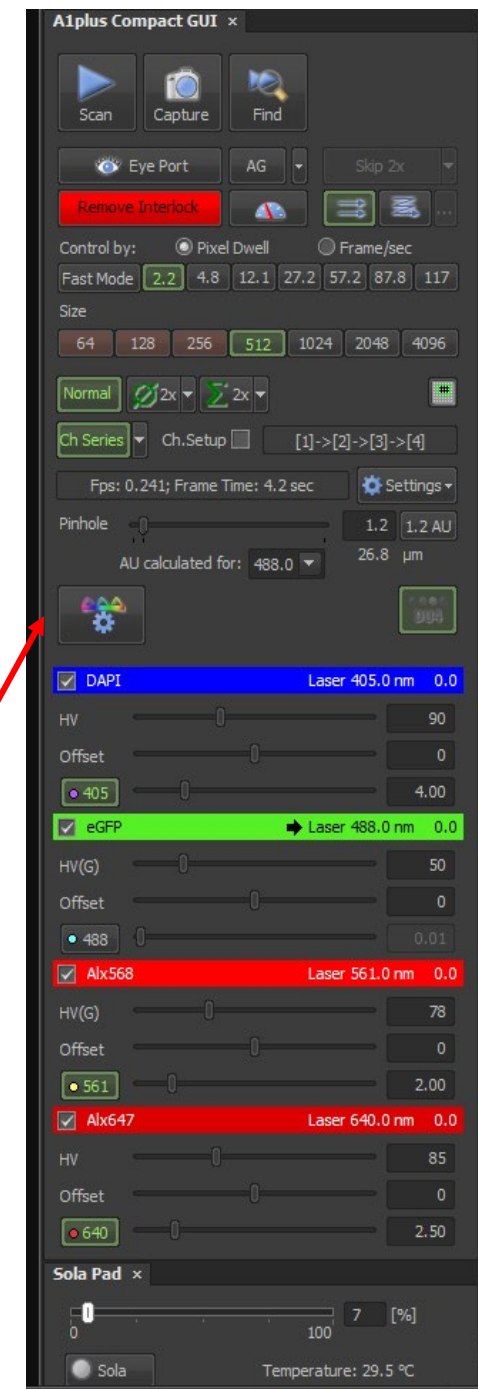 A1plus Compact GUI ×
Scan Capture Find
Eye Port AG Skip 2x
Remove Interlock ...
Control by: Pixel Dwell Frame/sec
Fast Mode 2.2 4.8 12.1 27.2 57.2 87.8 117
Size
64 128 256 512 1024 2048 4096
Normal 2x 2x
Ch Series Ch.Setup [1]->[2]->[3]->[4]
Fps: 0.241; Frame Time: 4.2 sec Settings
Pinhole 1.2 1.2 AU
AU calculated for: 488.0 26.8 µm
DU4
DAPI Laser 405.0 nm 0.0
HV 90
Offset 0
405 4.00
eGFP Laser 488.0 nm 0.0
HV(G) 50
Offset 0
488 0.01
Alx568 Laser 561.0 nm 0.0
HV(G) 78
Offset 0
561 2.00
Alx647 Laser 640.0 nm 0.0
HV 85
Offset 0
640 2.50
Sola Pad ×
7 [%]
0 100
Sola Temperature: 29.5 ºC